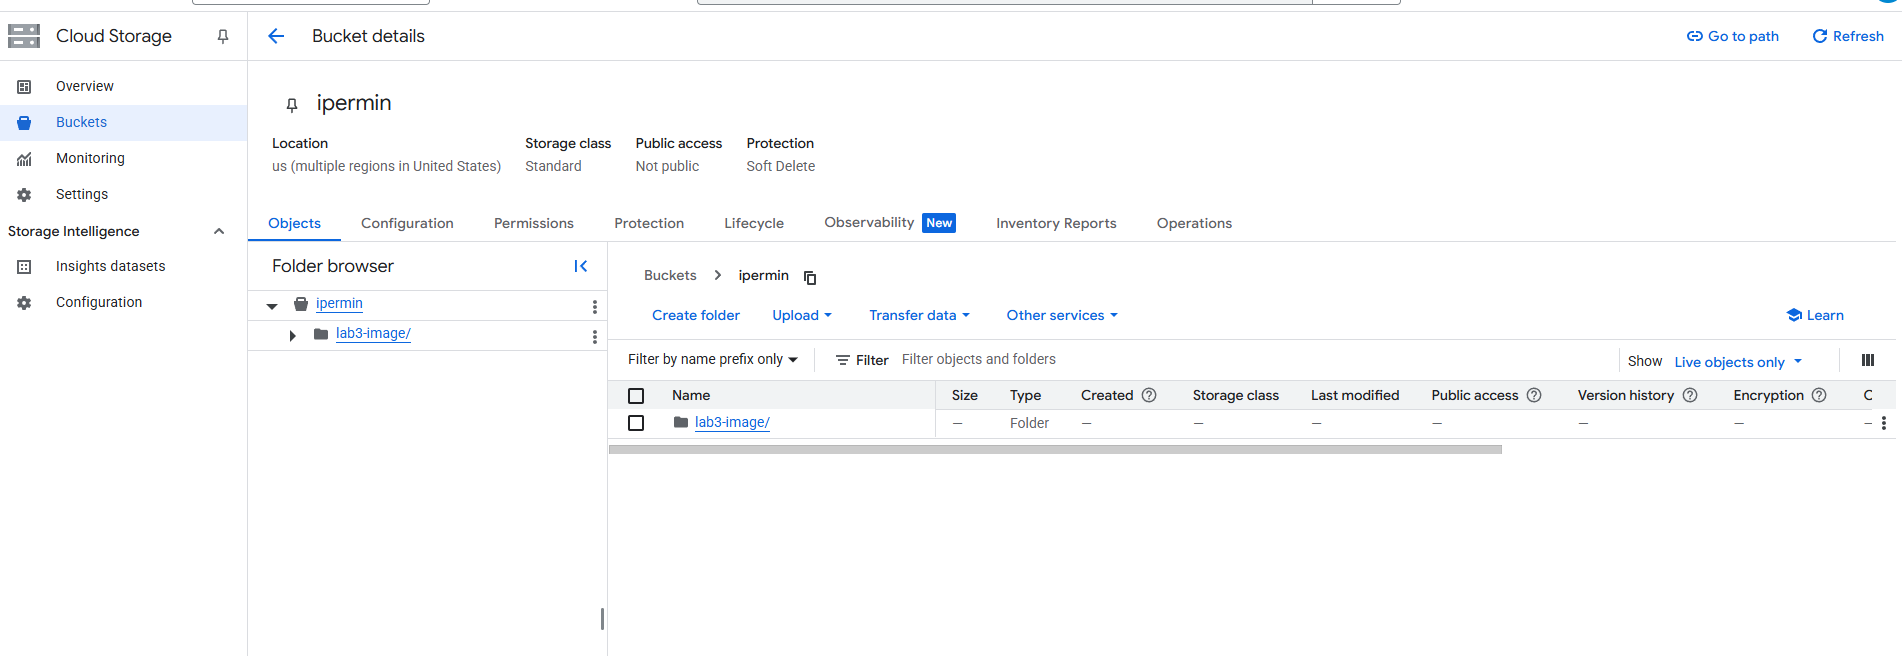 Cloud Storage
Bucket details
Go to path
Refresh
Overview
Buckets
Monitoring
Settings
Storage Intelligence
Insights datasets
Configuration
ipermin
Location
Storage class
Public access
Protection
us (multiple regions in United States)
Standard
Not public
Soft Delete
Objects
Configuration
Permissions
Protection
Lifecycle
Observability New
Inventory Reports
Operations
Folder browser
ipermin
lab3-image/
Buckets > ipermin
Create folder
Upload
Transfer data
Other services
Learn
Filter by name prefix only
Filter
Filter objects and folders
Show Live objects only
Name Size Type Created Storage class Last modified Public access Version history Encryption C
lab3-image/ — Folder — — — — — — –